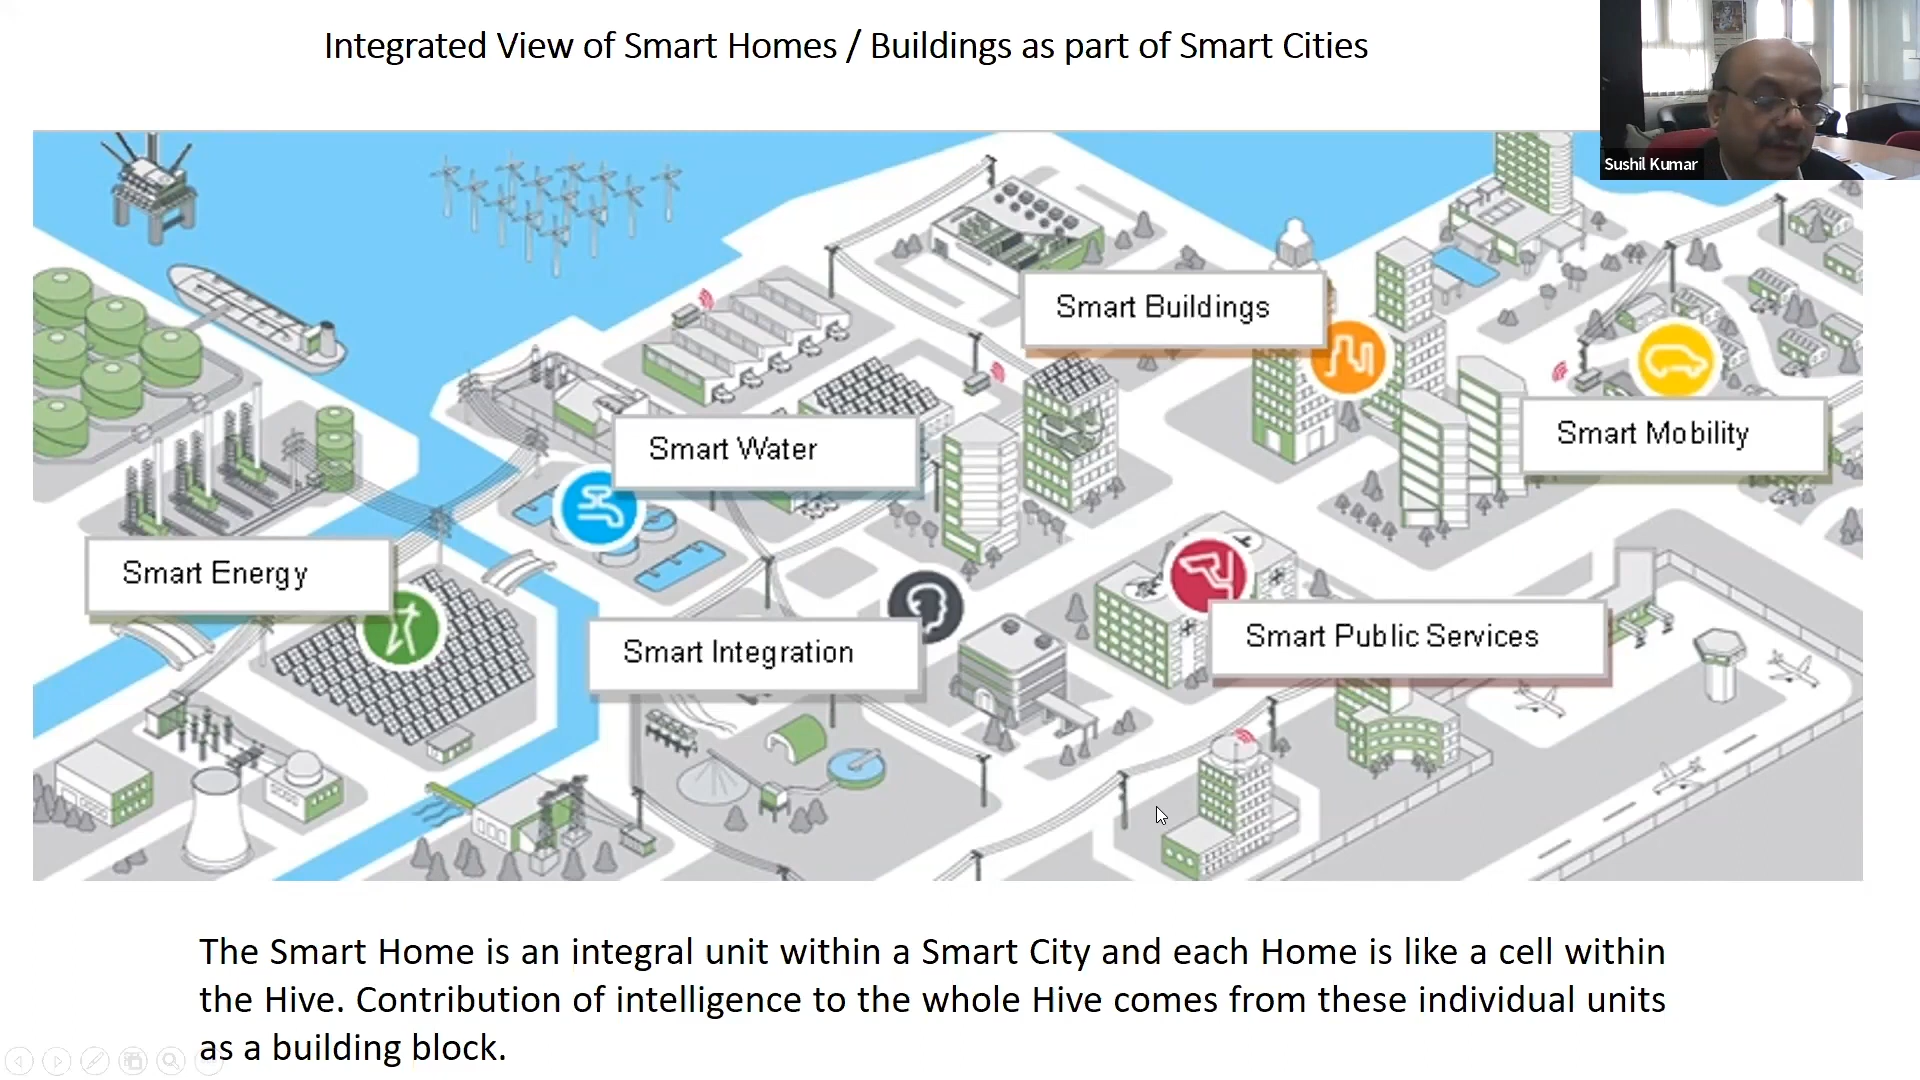 Integrated View of Smart Homes / Buildings as part of Smart Cities
Sushil Kumar
Smart Buildings
Smart Mobility
Smart Water
Smart Energy
Smart Public Services
Smart Integration
The Smart Home is an integral unit within a Smart City and each Home is like a cell within
the Hive. Contribution of intelligence to the whole Hive comes from these individual units
as a building block.